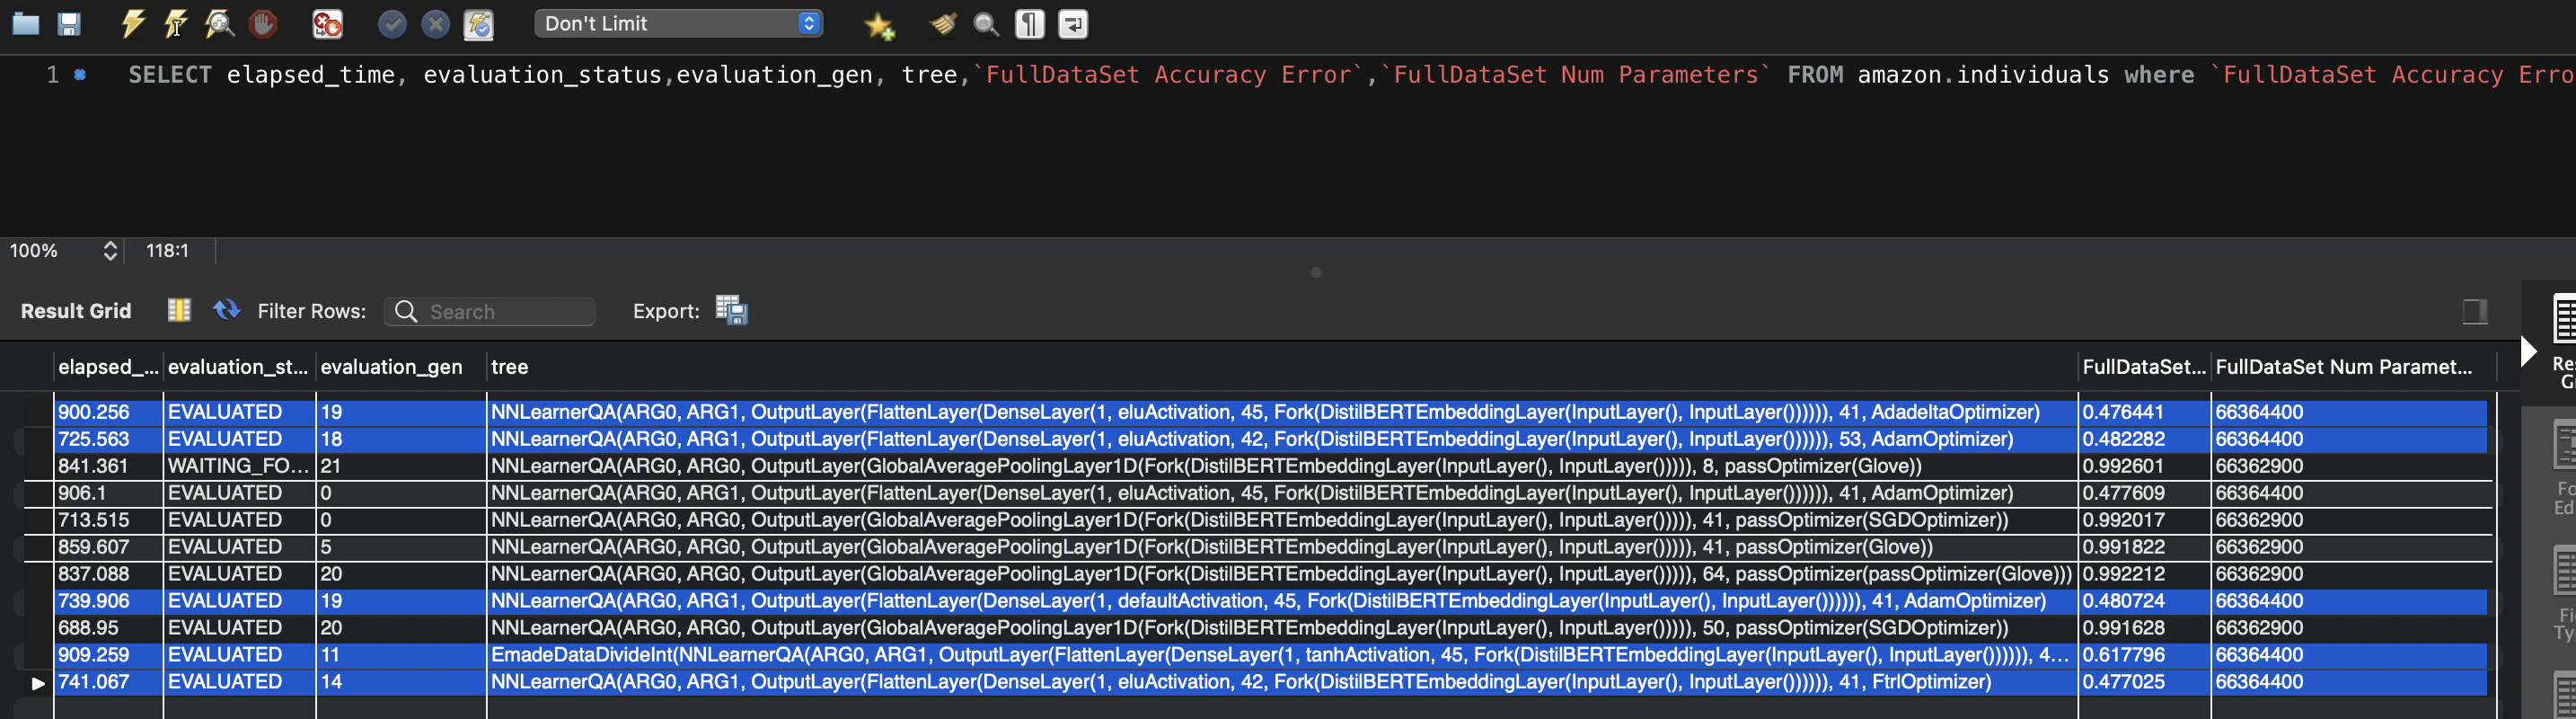 Don't Limit
1 SELECT elapsed_time, evaluation_status,evaluation_gen, tree,`FullDataSet Accuracy Error`,`FullDataSet Num Parameters` FROM amazon.individuals where `FullDataSet Accuracy Erro
100% 118:1
Result Grid Filter Rows: Search Export:
elapsed_... evaluation_st... evaluation_gen tree FullDataSet... FullDataSet Num Paramet...
900.256 EVALUATED 19 NNLearnerQA(ARG0, ARG1, OutputLayer(FlattenLayer(DenseLayer(1, eluActivation, 45, Fork(DistilBERTEmbeddingLayer(InputLayer(), InputLayer()))))), 41, AdadeltaOptimizer) 0.476441 66364400
725.563 EVALUATED 18 NNLearnerQA(ARG0, ARG1, OutputLayer(FlattenLayer(DenseLayer(1, eluActivation, 42, Fork(DistilBERTEmbeddingLayer(InputLayer(), InputLayer()))))), 53, AdamOptimizer) 0.482282 66364400
841.361 WAITING_FO... 21 NNLearnerQA(ARG0, ARG0, OutputLayer(GlobalAveragePoolingLayer1D(Fork(DistilBERTEmbeddingLayer(InputLayer(), InputLayer())))), 8, passOptimizer(Glove)) 0.992601 66362900
906.1 EVALUATED 0 NNLearnerQA(ARG0, ARG1, OutputLayer(FlattenLayer(DenseLayer(1, eluActivation, 45, Fork(DistilBERTEmbeddingLayer(InputLayer(), InputLayer()))))), 41, AdamOptimizer) 0.477609 66364400
713.515 EVALUATED 0 NNLearnerQA(ARG0, ARG0, OutputLayer(GlobalAveragePoolingLayer1D(Fork(DistilBERTEmbeddingLayer(InputLayer(), InputLayer())))), 41, passOptimizer(SGDOptimizer)) 0.992017 66362900
859.607 EVALUATED 5 NNLearnerQA(ARG0, ARG0, OutputLayer(GlobalAveragePoolingLayer1D(Fork(DistilBERTEmbeddingLayer(InputLayer(), InputLayer())))), 41, passOptimizer(Glove)) 0.991822 66362900
837.088 EVALUATED 20 NNLearnerQA(ARG0, ARG0, OutputLayer(GlobalAveragePoolingLayer1D(Fork(DistilBERTEmbeddingLayer(InputLayer(), InputLayer())))), 64, passOptimizer(passOptimizer(Glove))) 0.992212 66362900
739.906 EVALUATED 19 NNLearnerQA(ARG0, ARG1, OutputLayer(FlattenLayer(DenseLayer(1, defaultActivation, 45, Fork(DistilBERTEmbeddingLayer(InputLayer(), InputLayer()))))), 41, AdamOptimizer) 0.480724 66364400
688.95 EVALUATED 20 NNLearnerQA(ARG0, ARG0, OutputLayer(GlobalAveragePoolingLayer1D(Fork(DistilBERTEmbeddingLayer(InputLayer(), InputLayer())))), 50, passOptimizer(SGDOptimizer)) 0.991628 66362900
909.259 EVALUATED 11 EmadeDataDivideInt(NNLearnerQA(ARG0, ARG1, OutputLayer(FlattenLayer(DenseLayer(1, tanhActivation, 45, Fork(DistilBERTEmbeddingLayer(InputLayer(), InputLayer()))))), 4... 0.617796 66364400
741.067 EVALUATED 14 NNLearnerQA(ARG0, ARG1, OutputLayer(FlattenLayer(DenseLayer(1, eluActivation, 42, Fork(DistilBERTEmbeddingLayer(InputLayer(), InputLayer()))))), 41, FtrlOptimizer) 0.477025 66364400